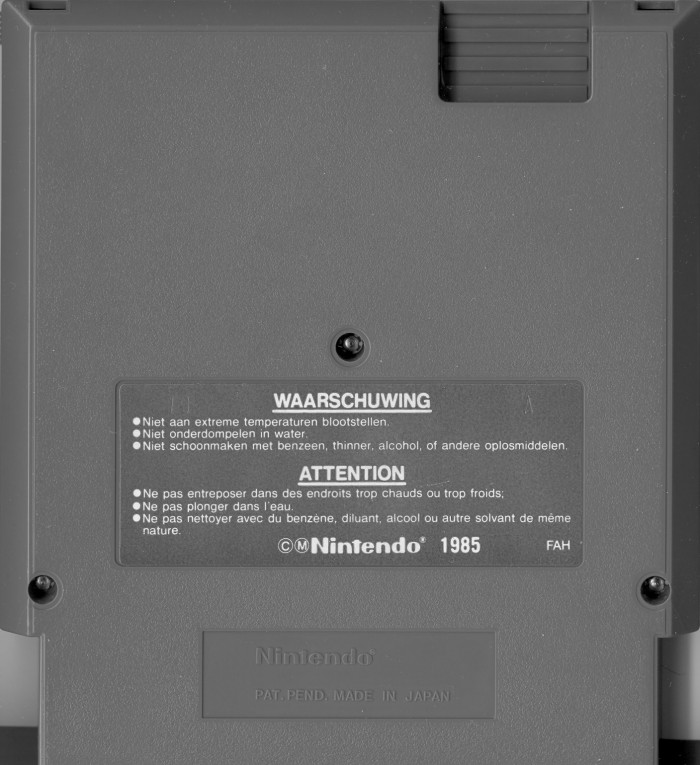 WAARSCHUWING
●Niet aan extreme temperaturen blootstellen.
●Niet onderdompelen in water.
●Niet schoonmaken met benzeen, thinner, alcohol, of andere oplosmiddelen.
ATTENTION
●Ne pas entreposer dans des endroits trop chauds ou trop froids;
●Ne pas plonger dans l'eau.
●Ne pas nettoyer avec du benzéne, diluant, alcool ou autre solvant de même
nature.
©ⓂNintendo® 1985 FAH
Nintendo®
PAT. PEND. MADE IN JAPAN